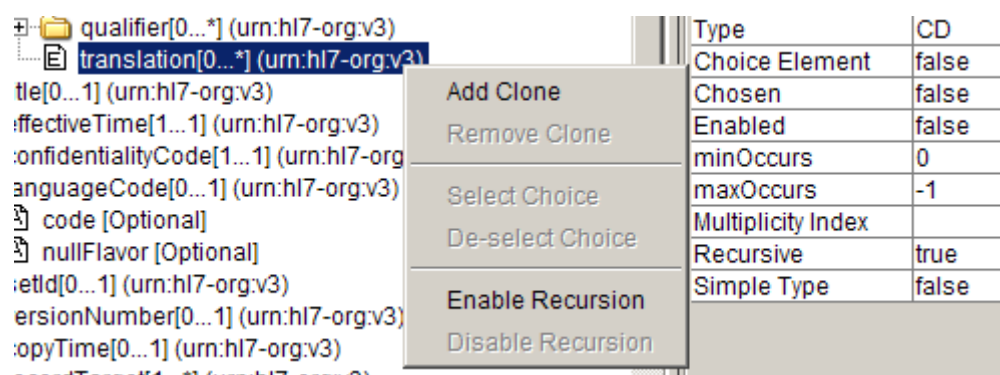 qualifier[0...*] (urn:hl7-org:v3)
translation[0...*] (urn:hl7-org:v3)
tle[0...1] (urn:hl7-org:v3)
ffectiveTime[1...1] (urn:hl7-org:v3)
confidentialityCode[1...1] (urn:hl7-org
anguageCode[0...1] (urn:hl7-org:v3)
code [Optional]
nullFlavor [Optional]
setId[0...1] (urn:hl7-org:v3)
ersionNumber[0...1] (urn:hl7-org:v3)
copyTime[0...1] (urn:hl7-org:v3)
Add Clone
Remove Clone
Select Choice
De-select Choice
Enable Recursion
Disable Recursion
Type CD
Choice Element false
Chosen false
Enabled false
minOccurs 0
maxOccurs -1
Multiplicity Index
Recursive true
Simple Type false